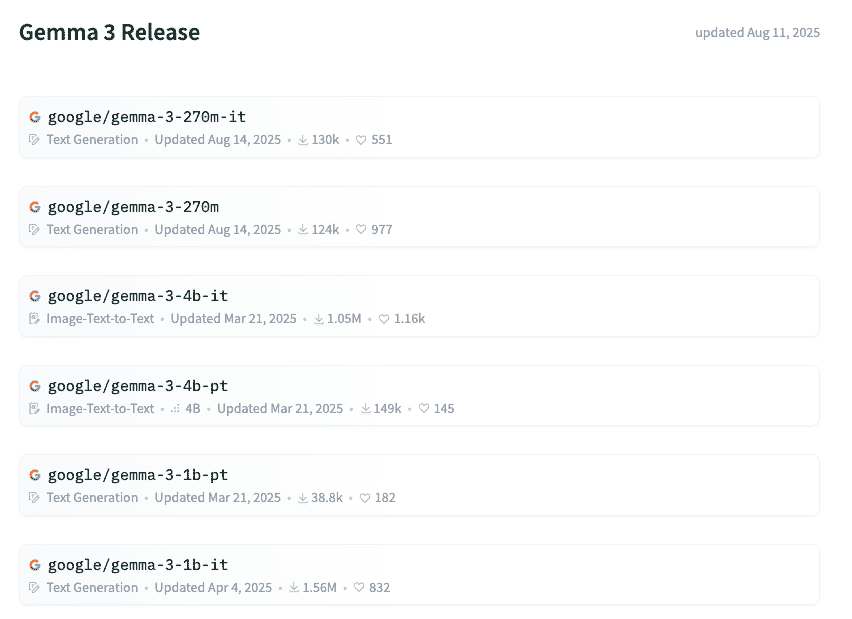 Gemma 3 Release
updated Aug 11, 2025
google/gemma-3-270m-it
Text Generation • Updated Aug 14, 2025 • 130k • 551
google/gemma-3-270m
Text Generation • Updated Aug 14, 2025 • 124k • 977
google/gemma-3-4b-it
Image-Text-to-Text • Updated Mar 21, 2025 • 1.05M • 1.16k
google/gemma-3-4b-pt
Image-Text-to-Text • 4B • Updated Mar 21, 2025 • 149k • 145
google/gemma-3-1b-pt
Text Generation • Updated Mar 21, 2025 • 38.8k • 182
google/gemma-3-1b-it
Text Generation • Updated Apr 4, 2025 • 1.56M • 832